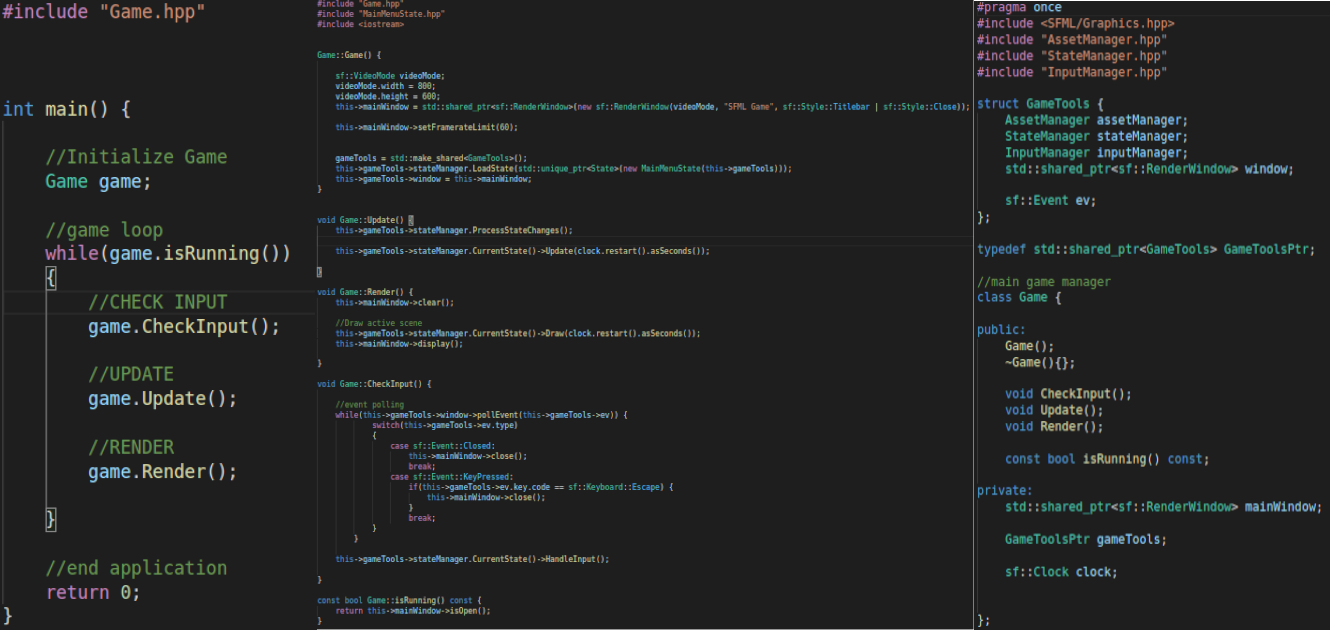 #include "Game.hpp"
int main() {
//Initialize Game
Game game;
//game loop
while(game.isRunning())
{
//CHECK INPUT
game.CheckInput();
//UPDATE
game.Update();
//RENDER
game.Render();
}
//end application
return 0;
}
#include "Game.hpp"
#include "MainMenuState.hpp"
#include <iostream>
Game::Game() {
sf::VideoMode videoMode;
videoMode.width = 800;
videoMode.height = 600;
this->mainWindow = std::shared_ptr<sf::RenderWindow>(new sf::RenderWindow(videoMode, "SFML Game", sf::Style::Titlebar | sf::Style::Close));
this->mainWindow->setFramerateLimit(60);
gameTools = std::make_shared<GameTools>();
this->gameTools->stateManager.LoadState(std::unique_ptr<State>(new MainMenuState(this->gameTools)));
this->gameTools->window = this->mainWindow;
}
void Game::Update() {
this->gameTools->stateManager.ProcessStateChanges();
this->gameTools->stateManager.CurrentState()->Update(clock.restart().asSeconds());
}
void Game::Render() {
this->mainWindow->clear();
//Draw active scene
this->gameTools->stateManager.CurrentState()->Draw(clock.restart().asSeconds());
this->mainWindow->display();
}
void Game::CheckInput() {
//event polling
while(this->gameTools->window->pollEvent(this->gameTools->ev)) {
switch(this->gameTools->ev.type)
{
case sf::Event::Closed:
this->mainWindow->close();
break;
case sf::Event::KeyPressed:
if(this->gameTools->ev.key.code == sf::Keyboard::Escape) {
this->mainWindow->close();
}
break;
}
}
this->gameTools->stateManager.CurrentState()->HandleInput();
}
const bool Game::isRunning() const {
return this->mainWindow->isOpen();
}
#pragma once
#include <SFML/Graphics.hpp>
#include "AssetManager.hpp"
#include "StateManager.hpp"
#include "InputManager.hpp"
struct GameTools {
AssetManager assetManager;
StateManager stateManager;
InputManager inputManager;
std::shared_ptr<sf::RenderWindow> window;
sf::Event ev;
};
typedef std::shared_ptr<GameTools> GameToolsPtr;
//main game manager
class Game {
public:
Game();
~Game(){};
void CheckInput();
void Update();
void Render();
const bool isRunning() const;
private:
std::shared_ptr<sf::RenderWindow> mainWindow;
GameToolsPtr gameTools;
sf::Clock clock;
};